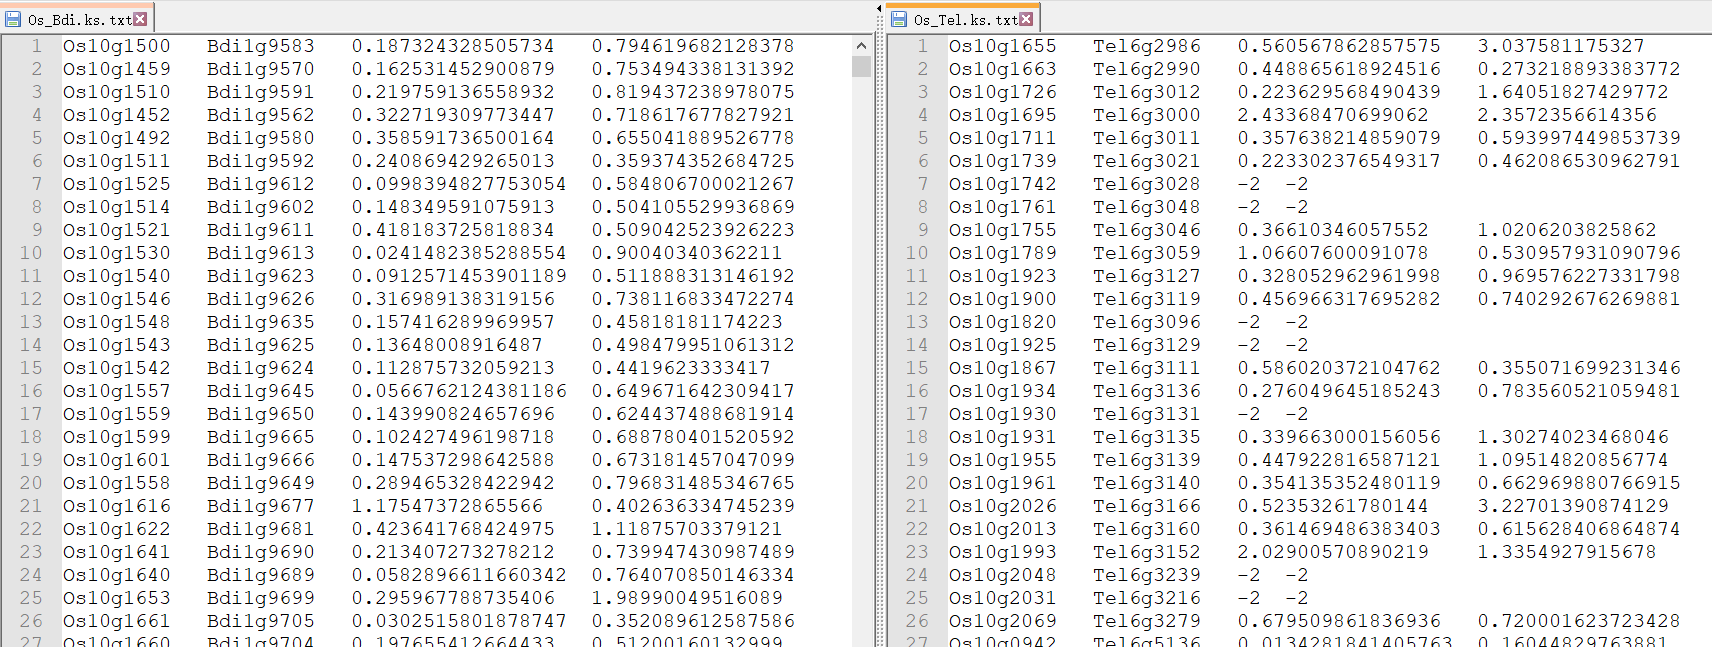 Os_Bdi.ks.txt
1 Os10g1500 Bdi1g9583 0.187324328505734 0.794619682128378
2 Os10g1459 Bdi1g9570 0.162531452900879 0.753494338131392
3 Os10g1510 Bdi1g9591 0.219759136558932 0.819437238978075
4 Os10g1452 Bdi1g9562 0.322719309773447 0.718617677827921
5 Os10g1492 Bdi1g9580 0.358591736500164 0.655041889526778
6 Os10g1511 Bdi1g9592 0.240869429265013 0.359374352684725
7 Os10g1525 Bdi1g9612 0.0998394827753054 0.584806700021267
8 Os10g1514 Bdi1g9602 0.148349591075913 0.504105529936869
9 Os10g1521 Bdi1g9611 0.418183725818834 0.509042523926223
10 Os10g1530 Bdi1g9613 0.0241482385288554 0.90040340362211
11 Os10g1540 Bdi1g9623 0.0912571453901189 0.511888313146192
12 Os10g1546 Bdi1g9626 0.316989138319156 0.738116833472274
13 Os10g1548 Bdi1g9635 0.157416289969957 0.45818181174223
14 Os10g1543 Bdi1g9625 0.13648008916487 0.498479951061312
15 Os10g1542 Bdi1g9624 0.112875732059213 0.4419623333417
16 Os10g1557 Bdi1g9645 0.0566762124381186 0.649671642309417
17 Os10g1559 Bdi1g9650 0.143990824657696 0.624437488681914
18 Os10g1599 Bdi1g9665 0.102427496198718 0.688780401520592
19 Os10g1601 Bdi1g9666 0.147537298642588 0.673181457047099
20 Os10g1558 Bdi1g9649 0.289465328422942 0.796831485346765
21 Os10g1616 Bdi1g9677 1.17547372865566 0.402636334745239
22 Os10g1622 Bdi1g9681 0.423641768424975 1.11875703379121
23 Os10g1641 Bdi1g9690 0.213407273278212 0.739947430987489
24 Os10g1640 Bdi1g9689 0.0582896611660342 0.764070850146334
25 Os10g1653 Bdi1g9699 0.295967788735406 1.98990049516089
26 Os10g1661 Bdi1g9705 0.0302515801878747 0.352089612587586
27 Os10g1660 Bdi1g9704 0.197655412664433 0.51200160132999
Os_Tel.ks.txt
1 Os10g1655 Tel6g2986 0.560567862857575 3.037581175327
2 Os10g1663 Tel6g2990 0.448865618924516 0.273218893383772
3 Os10g1726 Tel6g3012 0.223629568490439 1.64051827429772
4 Os10g1695 Tel6g3000 2.43368470699062 2.3572356614356
5 Os10g1711 Tel6g3011 0.357638214859079 0.593997449853739
6 Os10g1739 Tel6g3021 0.223302376549317 0.462086530962791
7 Os10g1742 Tel6g3028 -2 -2
8 Os10g1761 Tel6g3048 -2 -2
9 Os10g1755 Tel6g3046 0.36610346057552 1.0206203825862
10 Os10g1789 Tel6g3059 1.06607600091078 0.530957931090796
11 Os10g1923 Tel6g3127 0.328052962961998 0.969576227331798
12 Os10g1900 Tel6g3119 0.456966317695282 0.740292676269881
13 Os10g1820 Tel6g3096 -2 -2
14 Os10g1925 Tel6g3129 -2 -2
15 Os10g1867 Tel6g3111 0.586020372104762 0.355071699231346
16 Os10g1934 Tel6g3136 0.276049645185243 0.783560521059481
17 Os10g1930 Tel6g3131 -2 -2
18 Os10g1931 Tel6g3135 0.339663000156056 1.30274023468046
19 Os10g1955 Tel6g3139 0.447922816587121 1.09514820856774
20 Os10g1961 Tel6g3140 0.354135352480119 0.662969880766915
21 Os10g2026 Tel6g3166 0.52353261780144 3.22701390874129
22 Os10g2013 Tel6g3160 0.361469486383403 0.615628406864874
23 Os10g1993 Tel6g3152 2.02900570890219 1.3354927915678
24 Os10g2048 Tel6g3239 -2 -2
25 Os10g2031 Tel6g3216 -2 -2
26 Os10g2069 Tel6g3279 0.679509861836936 0.720001623723428
27 Os10g0942 Tel6g5136 0.0134281841405763 0.16044829763881